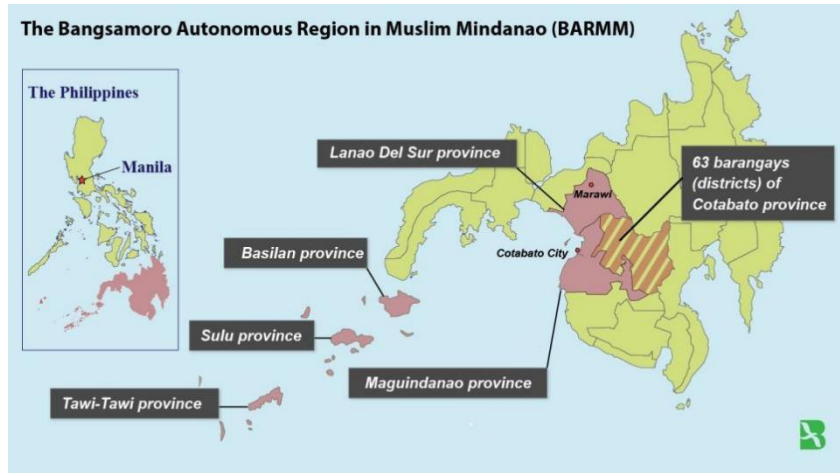 The Bangsamoro Autonomous Region in Muslim Mindanao (BARMM)
The Philippines
Manila
Lanao Del Sur province
63 barangays
(districts) of
Cotabato province
Marawi
Basilan province
Cotabato City
Sulu province
Maguindanao province
Tawi-Tawi province